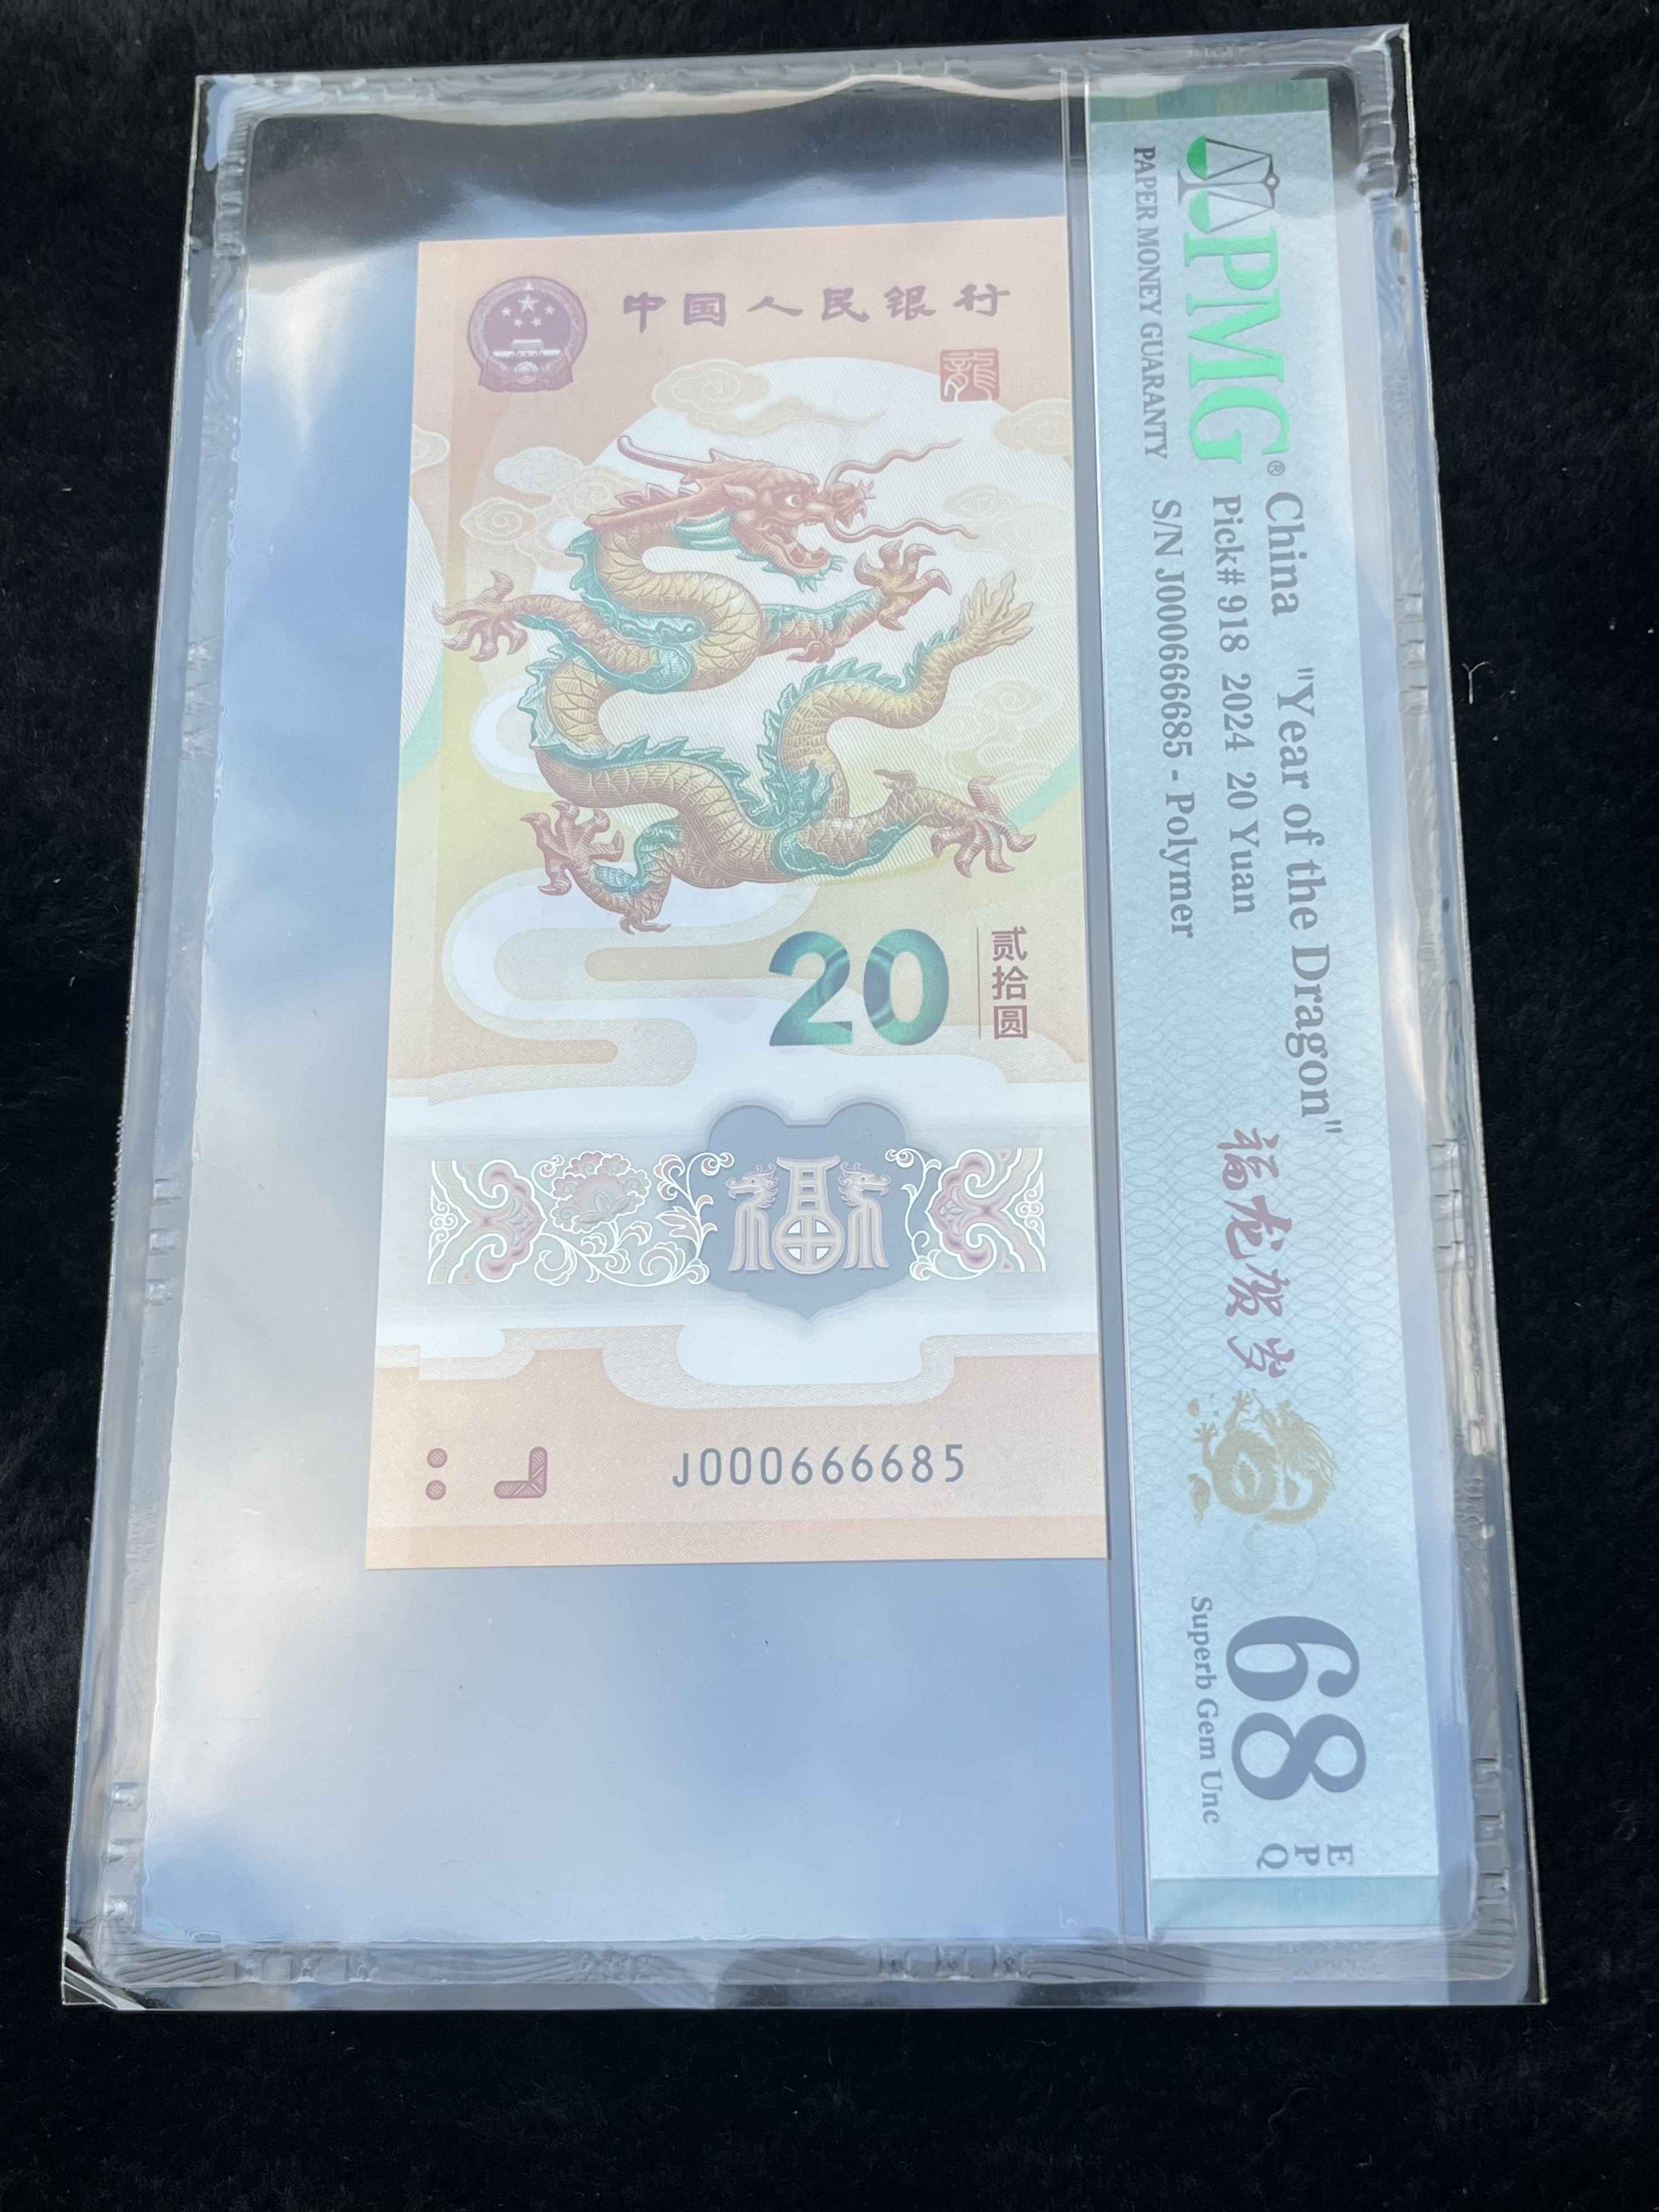 中国人民银行
龍
20
贰拾圆
福
J000666685
PMG®
PAPER MONEY GUARANTY
China "Year of the Dragon"
Pick# 918 2024 20 Yuan
S/N J000666685 - Polymer
福龙贺岁
68
EPQ
Superb Gem Unc